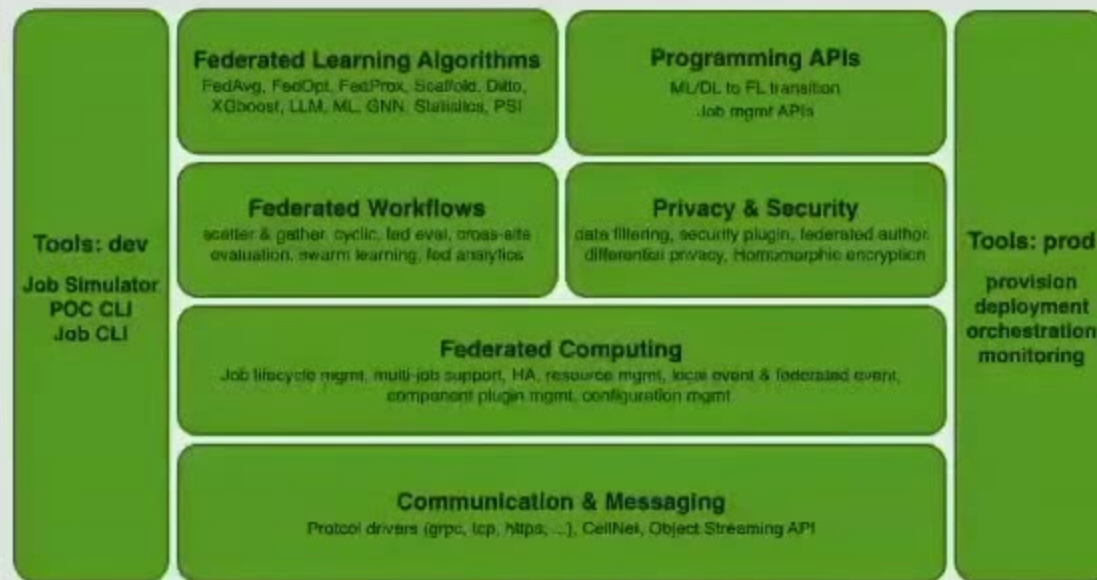 Federated Learning Algorithms
FedAvg, FedOpt, FedProx, Scaffold, Ditto,
XGboost, LLM, ML, GNN, Statistics, PSI
Programming APIs
ML/DL to FL transition
Job mgmt APIs
Federated Workflows
scatter & gather, cyclic, fed eval, cross-site
evaluation, swarm learning, fed analytics
Privacy & Security
data filtering, security plugin, federated author.
differential privacy, Homomorphic encryption
Tools: dev
Job Simulator
POC CLI
Job CLI
Tools: prod
provision
deployment
orchestration
monitoring
Federated Computing
Job lifecycle mgmt, multi-job support, HA, resource mgmt, local event & federated event,
component plugin mgmt, configuration mgmt
Communication & Messaging
Protcol drivers (grpc, tcp, https, ...), CellNet, Object Streaming API